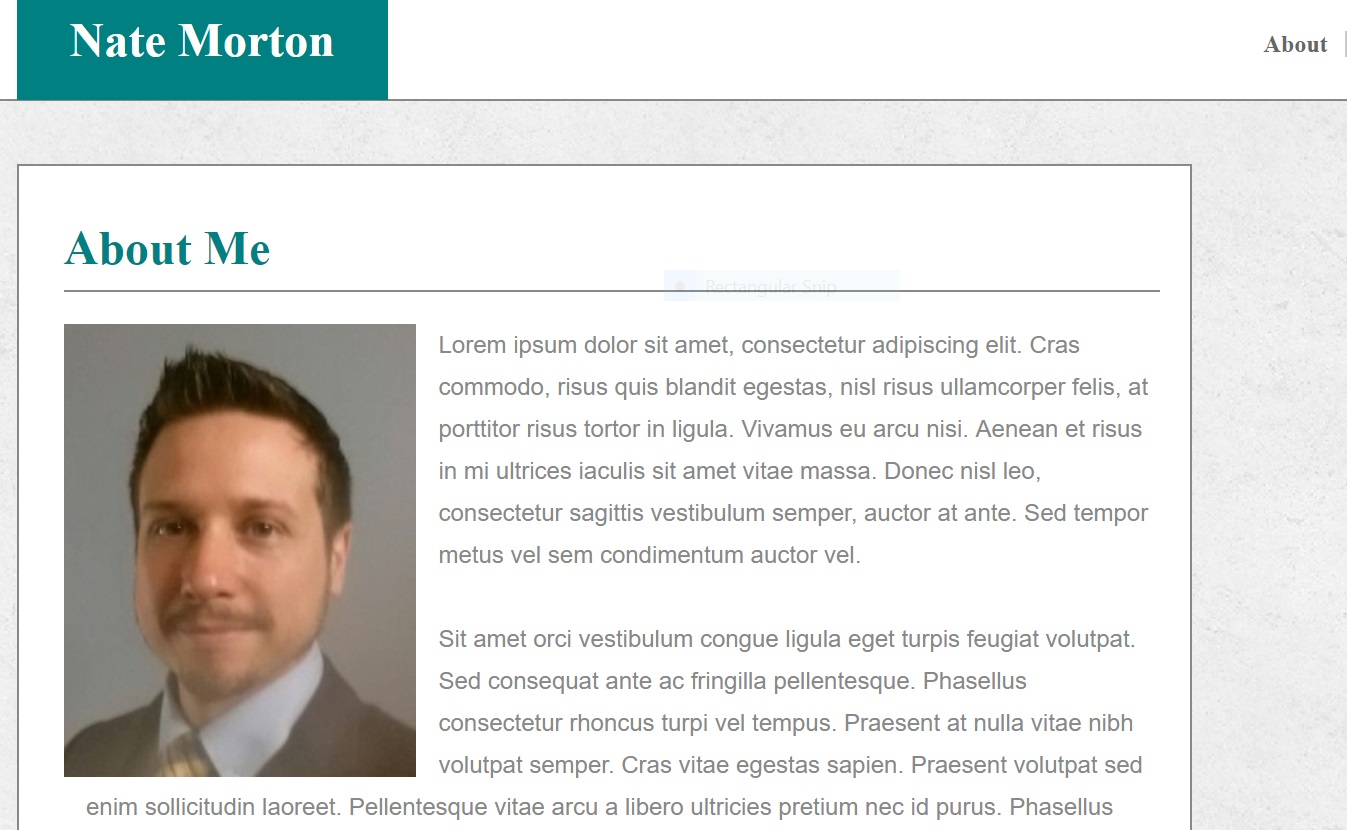 Nate Morton
About
About Me
Rectangular Snip
Lorem ipsum dolor sit amet, consectetur adipiscing elit. Cras
commodo, risus quis blandit egestas, nisl risus ullamcorper felis, at
porttitor risus tortor in ligula. Vivamus eu arcu nisi. Aenean et risus
in mi ultrices iaculis sit amet vitae massa. Donec nisl leo,
consectetur sagittis vestibulum semper, auctor at ante. Sed tempor
metus vel sem condimentum auctor vel.
Sit amet orci vestibulum congue ligula eget turpis feugiat volutpat.
Sed consequat ante ac fringilla pellentesque. Phasellus
consectetur rhoncus turpi vel tempus. Praesent at nulla vitae nibh
volutpat semper. Cras vitae egestas sapien. Praesent volutpat sed
enim sollicitudin laoreet. Pellentesque vitae arcu a libero ultricies pretium nec id purus. Phasellus